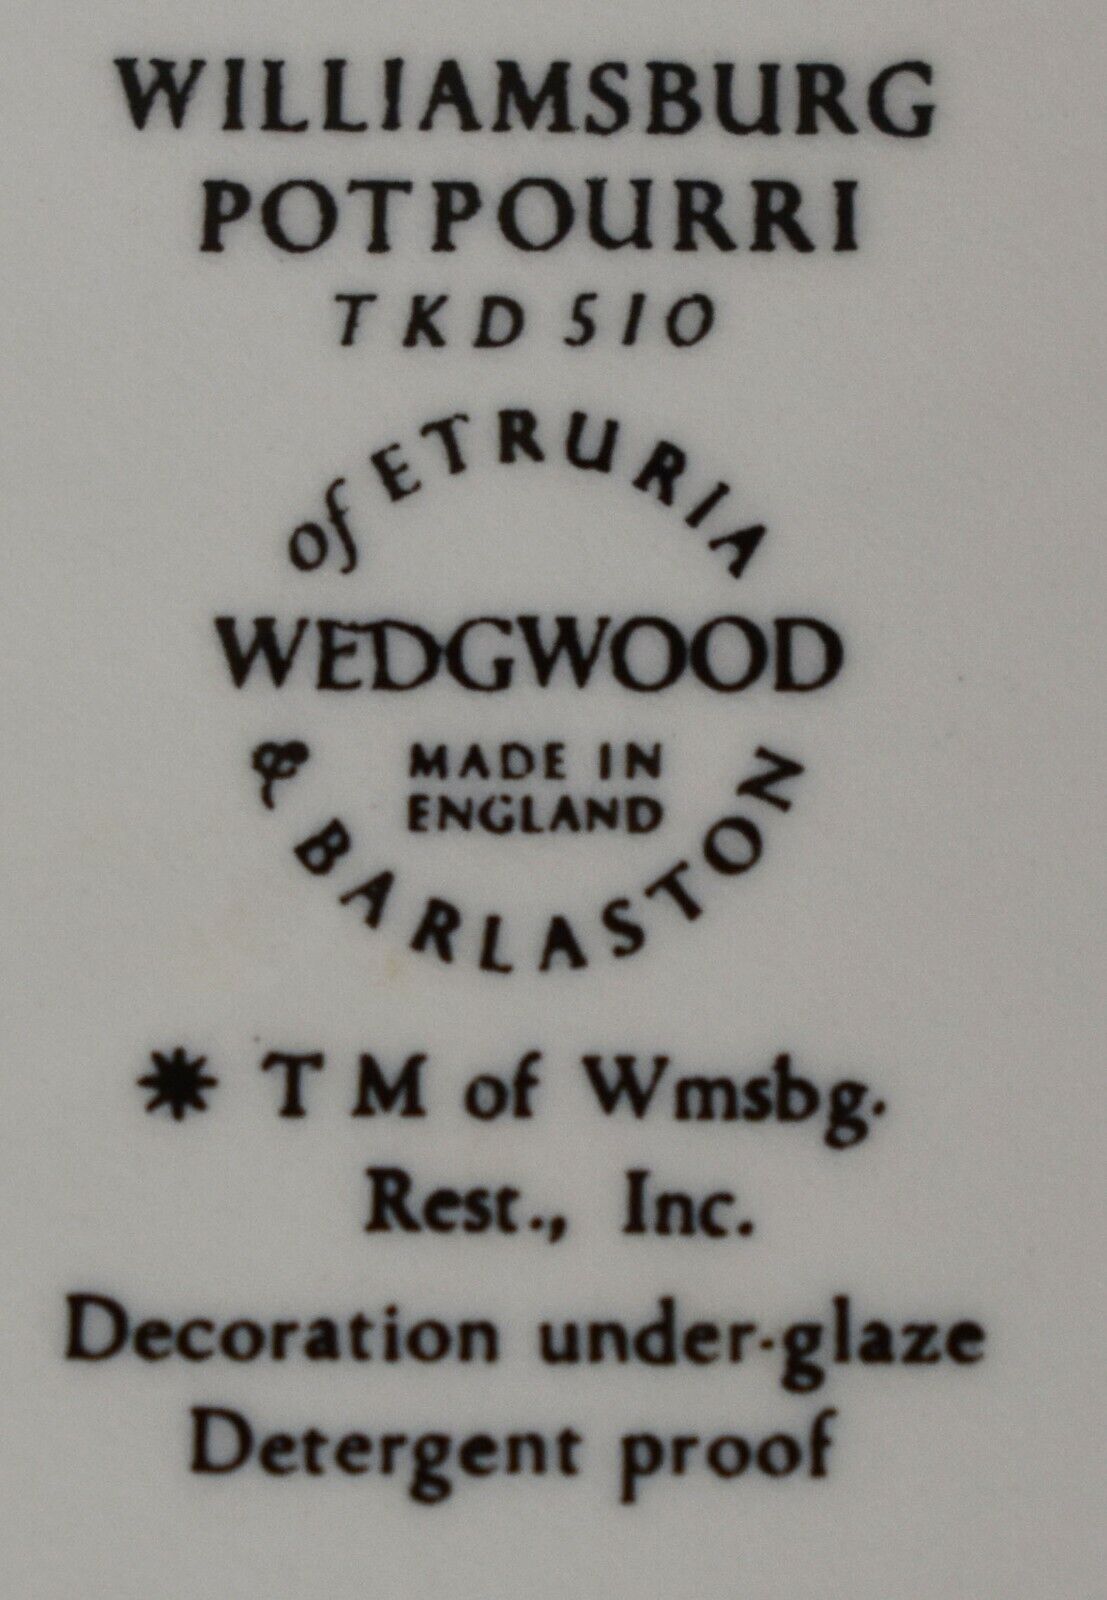 WILLIAMSBURG
POTPOURRI
TKD 510
of ETRURIA
WEDGWOOD
MADE IN
ENGLAND
& BARLASTON
* TM of Wmsbg.
Rest., Inc.
Decoration under-glaze
Detergent proof